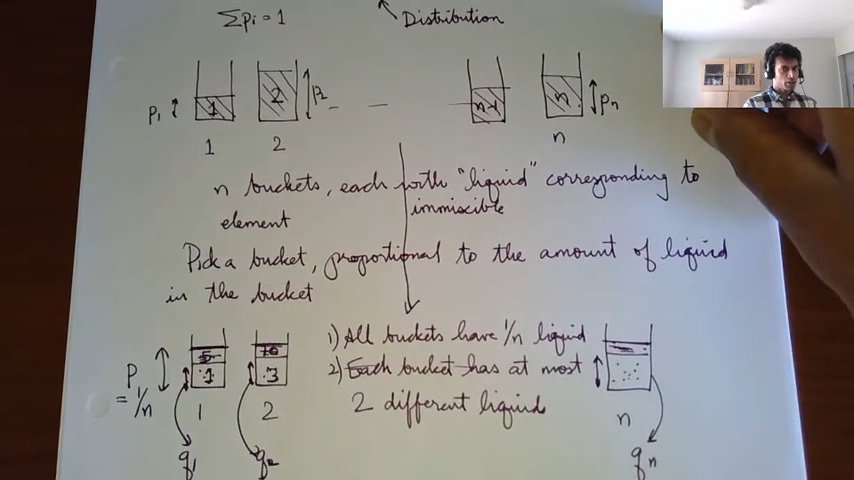 Σpi = 1
Distribution
p1 1 2 p2 n-1 n pn
1 2 n
n buckets, each with "liquid" corresponding to
element immiscible
Pick a bucket, proportional to the amount of liquid
in the bucket
1) All buckets have 1/n liquid
2) Each bucket has at most
2 different liquid
P = 1/n
5 10
1 3
1 2 n
q1 q2 qn